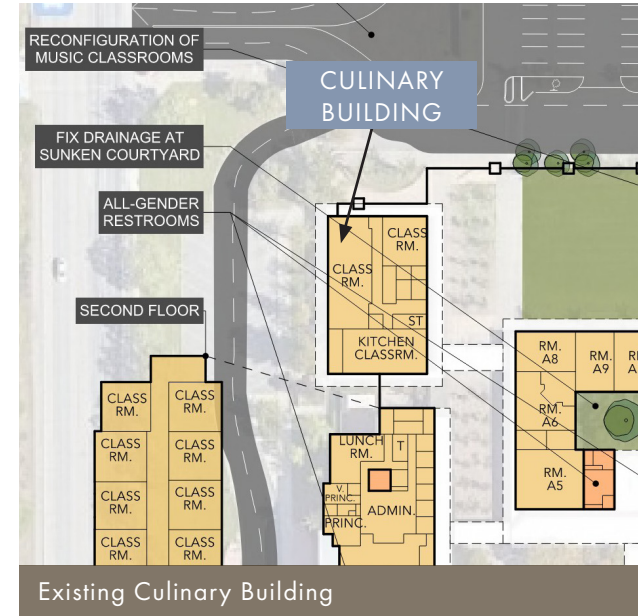 RECONFIGURATION OF
MUSIC CLASSROOMS
CULINARY
BUILDING
FIX DRAINAGE AT
SUNKEN COURTYARD
ALL-GENDER
RESTROOMS
SECOND FLOOR
CLASS
RM.
CLASS
RM.
ST
KITCHEN
CLASSRM.
RM.
A8
RM.
A9
RM.
A6
RM.
A5
LUNCH
RM.
T
V.
PRINC.
PRINC.
ADMIN.
CLASS
RM.
CLASS
RM.
CLASS
RM.
CLASS
RM.
CLASS
RM.
CLASS
RM.
CLASS
RM.
CLASS
RM.
Existing Culinary Building